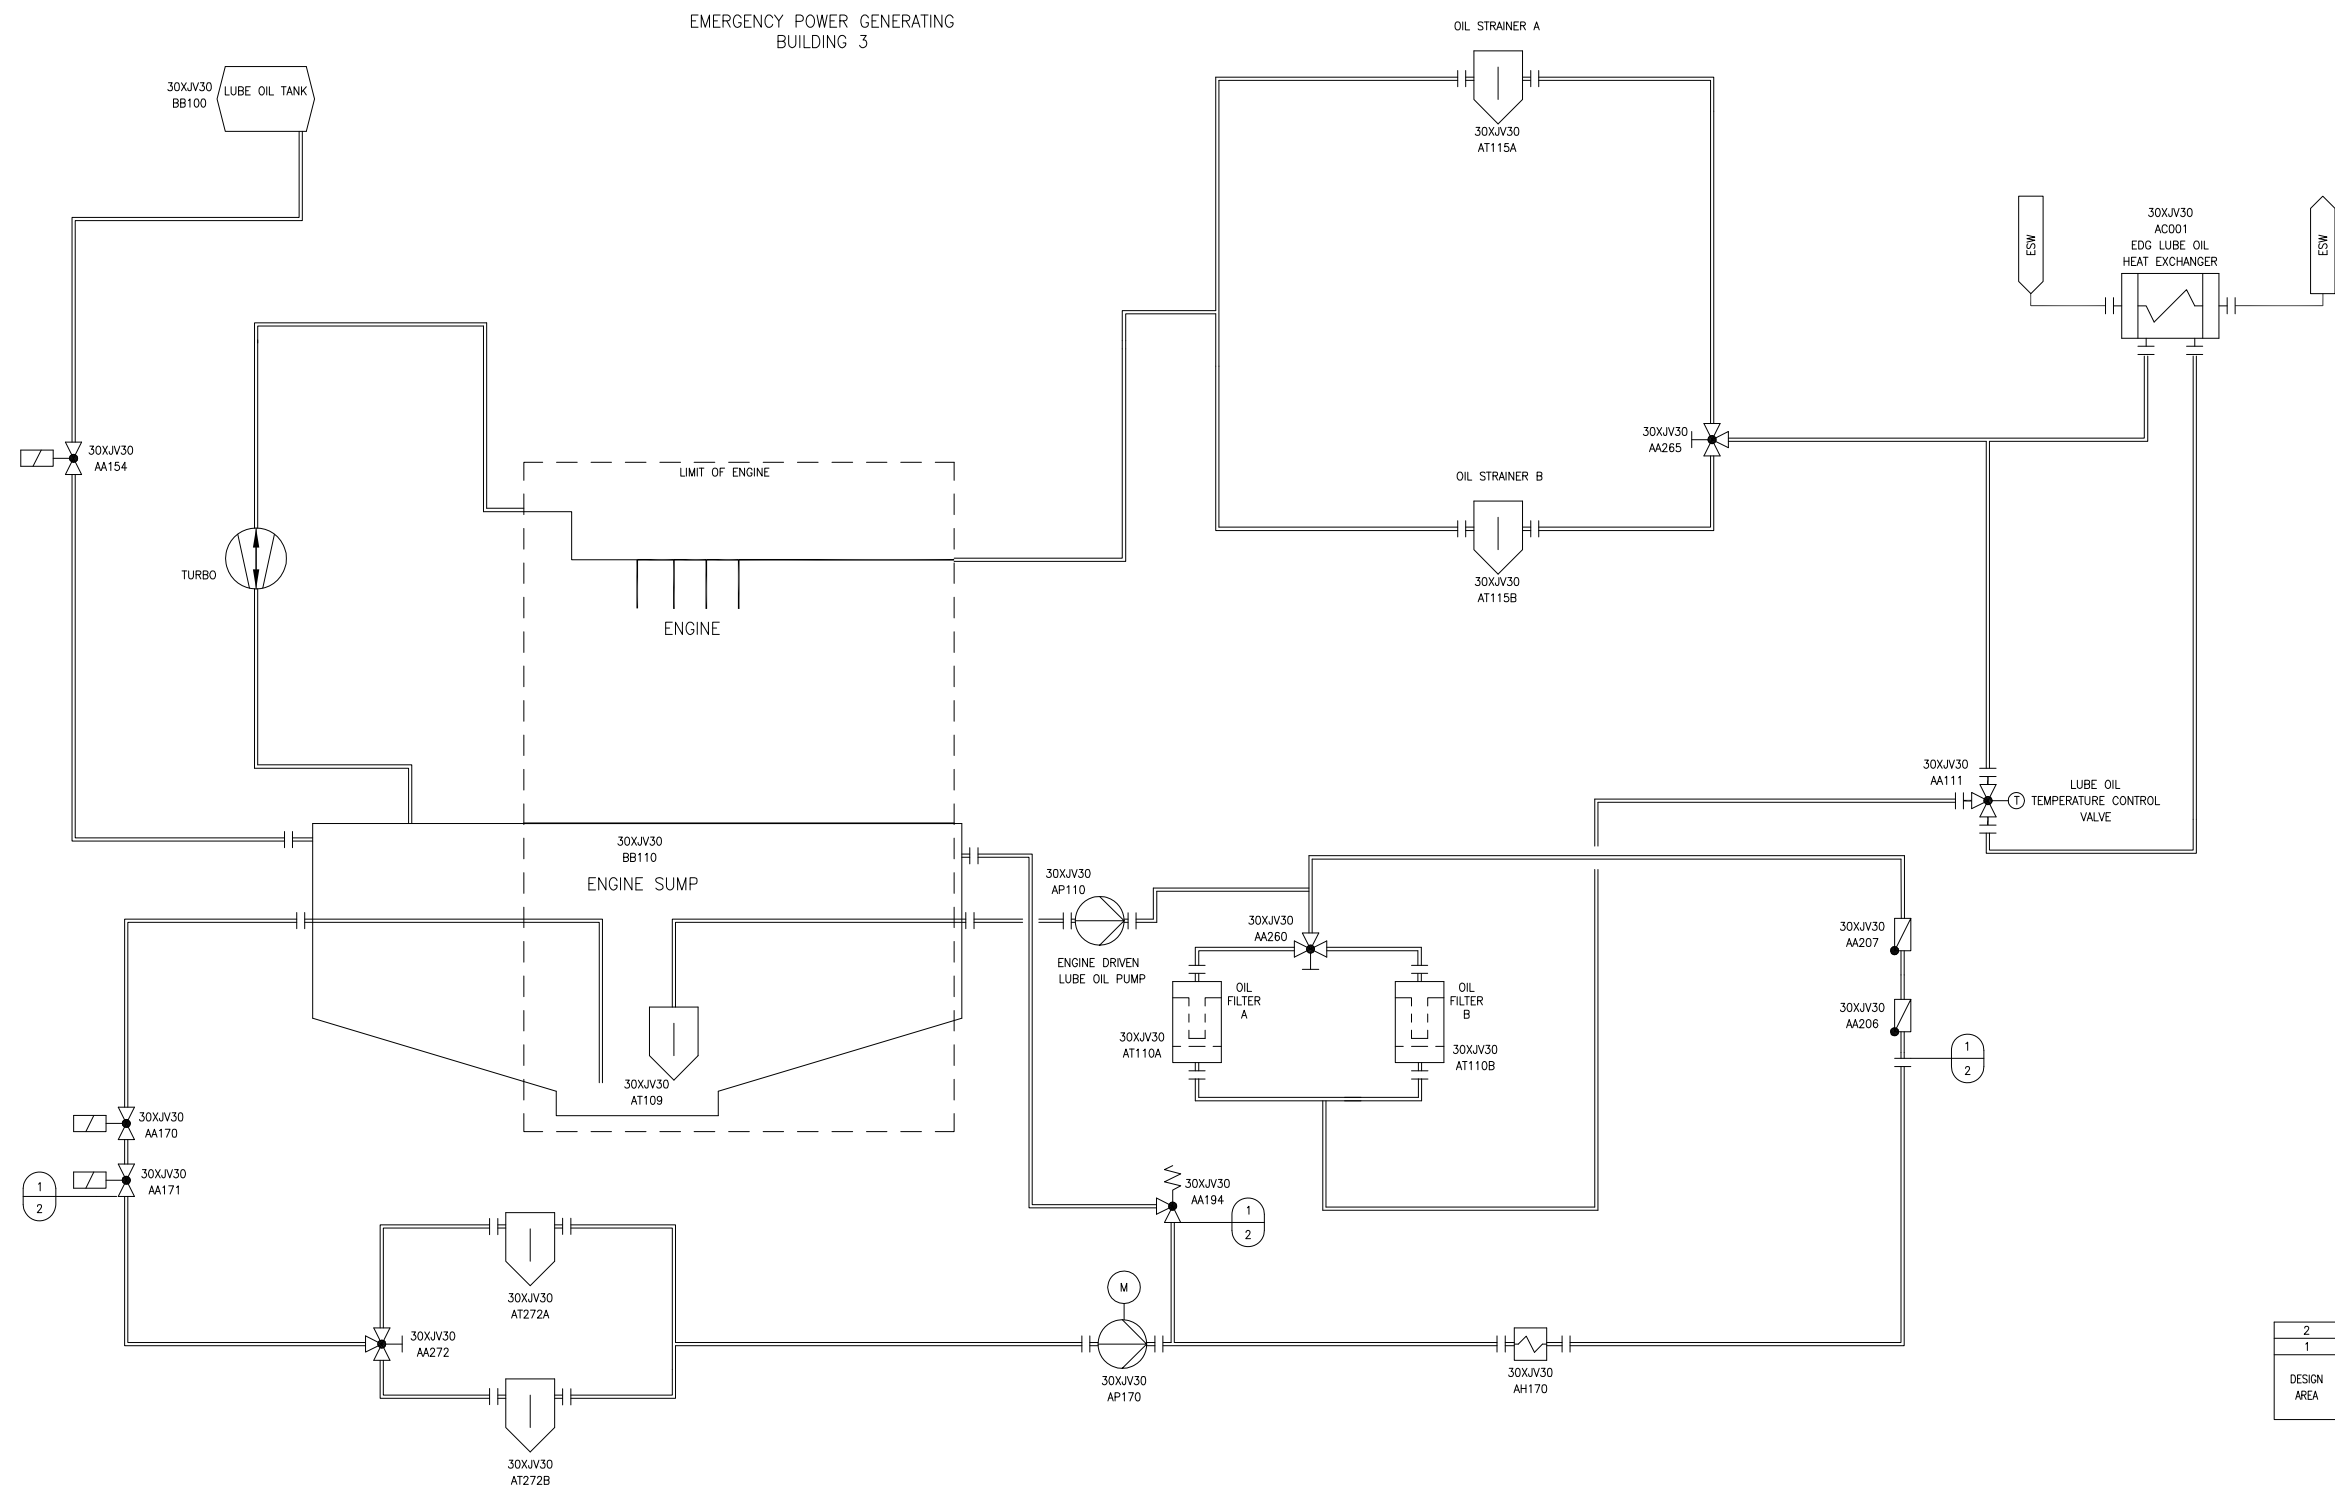 EMERGENCY POWER GENERATING
BUILDING 3
OIL STRAINER A
30XJV30
BB100
LUBE OIL TANK
30XJV30
AT115A
ESW
30XJV30
AC001
EDG LUBE OIL
HEAT EXCHANGER
ESW
30XJV30
AA265
30XJV30
AA154
LIMIT OF ENGINE
OIL STRAINER B
TURBO
30XJV30
AT115B
ENGINE
30XJV30
AA111
T
LUBE OIL
TEMPERATURE CONTROL
VALVE
30XJV30
BB110
ENGINE SUMP
30XJV30
AP110
ENGINE DRIVEN
LUBE OIL PUMP
30XJV30
AA260
30XJV30
AA207
OIL
FILTER
A
OIL
FILTER
B
30XJV30
AA206
30XJV30
AT110A
30XJV30
AT110B
1
2
30XJV30
AT109
30XJV30
AA170
30XJV30
AA171
1
2
30XJV30
AA194
1
2
M
30XJV30
AT272A
30XJV30
AA272
30XJV30
AP170
30XJV30
AH170
30XJV30
AT272B
2
1
DESIGN
AREA